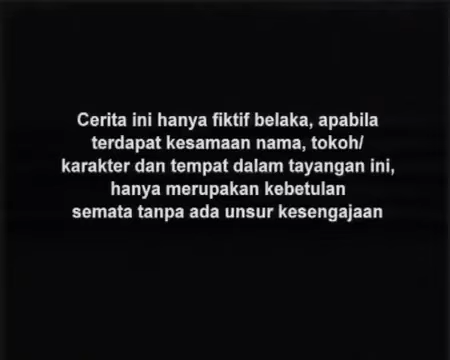 Cerita ini hanya fiktif belaka, apabila
terdapat kesamaan nama, tokoh/
karakter dan tempat dalam tayangan ini,
hanya merupakan kebetulan
semata tanpa ada unsur kesengajaan